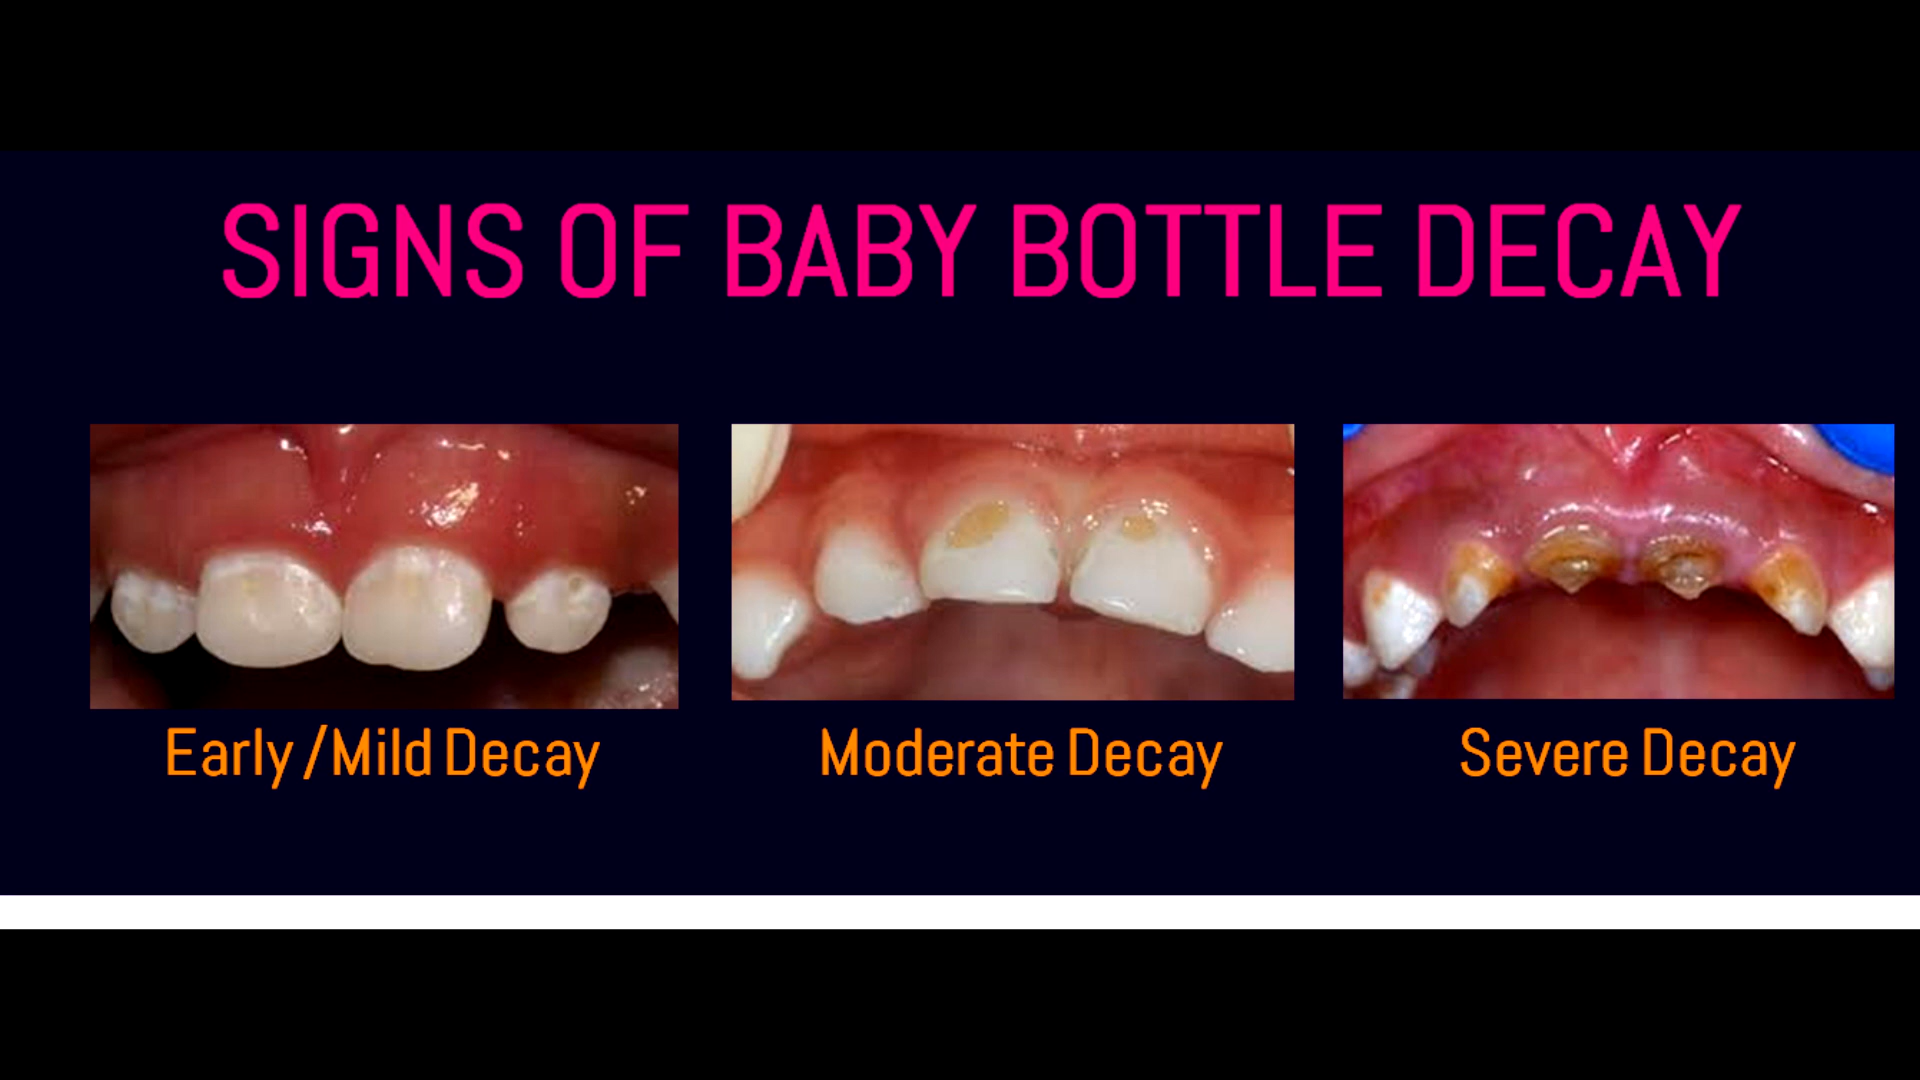 SIGNS OF BABY BOTTLE DECAY
Early /Mild Decay
Moderate Decay
Severe Decay